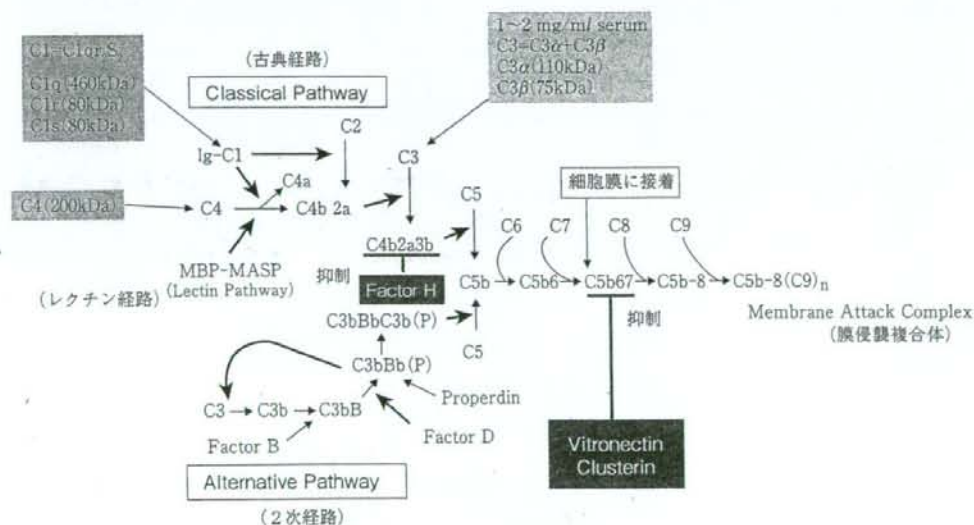 C1=C1qr₂S₂
C1q (460kDa)
C1r (80kDa)
C1s (80kDa)
(古典経路)
Classical Pathway
1~2 mg/ml serum
C3=C3α+C3β
C3α(110kDa)
C3β(75kDa)
C2
Ig-C1
C3
C4a
細胞膜に接着
C4 (200kDa)
C4
C4b 2a
C5
C6
C7
C8
C9
C4b2a3b
MBP-MASP
(Lectin Pathway)
(レクチン経路)
抑制
Factor H
C5b
C5b6
C5b67
C5b-8
C5b-8(C9)n
C3bBbC3b(P)
抑制
Membrane Attack Complex
(膜侵襲複合体)
C5
C3bBb(P)
Properdin
C3
C3b
C3bB
Factor B
Factor D
Vitronectin
Clusterin
Alternative Pathway
(2次経路)